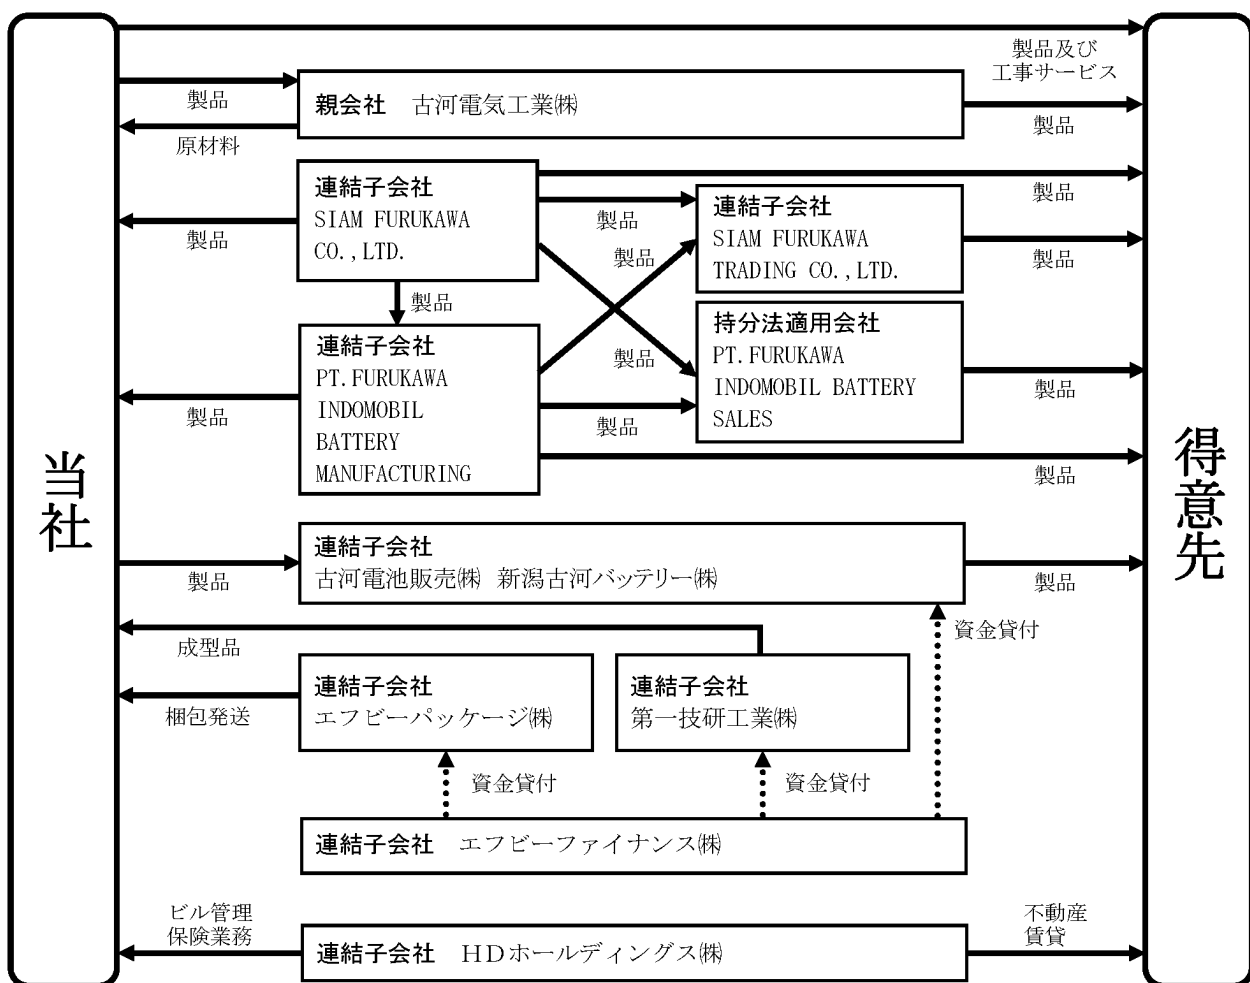 当社
製品及び
工事サービス
製品
親会社 古河電気工業㈱
製品
原材料
連結子会社
SIAM FURUKAWA
CO.,LTD.
製品
製品
製品
連結子会社
SIAM FURUKAWA
TRADING CO.,LTD.
製品
製品
製品
製品
連結子会社
PT.FURUKAWA
INDOMOBIL
BATTERY
MANUFACTURING
製品
製品
持分法適用会社
PT.FURUKAWA
INDOMOBIL BATTERY
SALES
製品
製品
製品
得意先
連結子会社
古河電池販売㈱ 新潟古河バッテリー㈱
製品
製品
資金貸付
成型品
連結子会社
エフビーパッケージ㈱
梱包発送
連結子会社
第一技研工業㈱
資金貸付
資金貸付
連結子会社 エフビーファイナンス㈱
ビル管理
保険業務
連結子会社 HDホールディングス㈱
不動産
賃貸